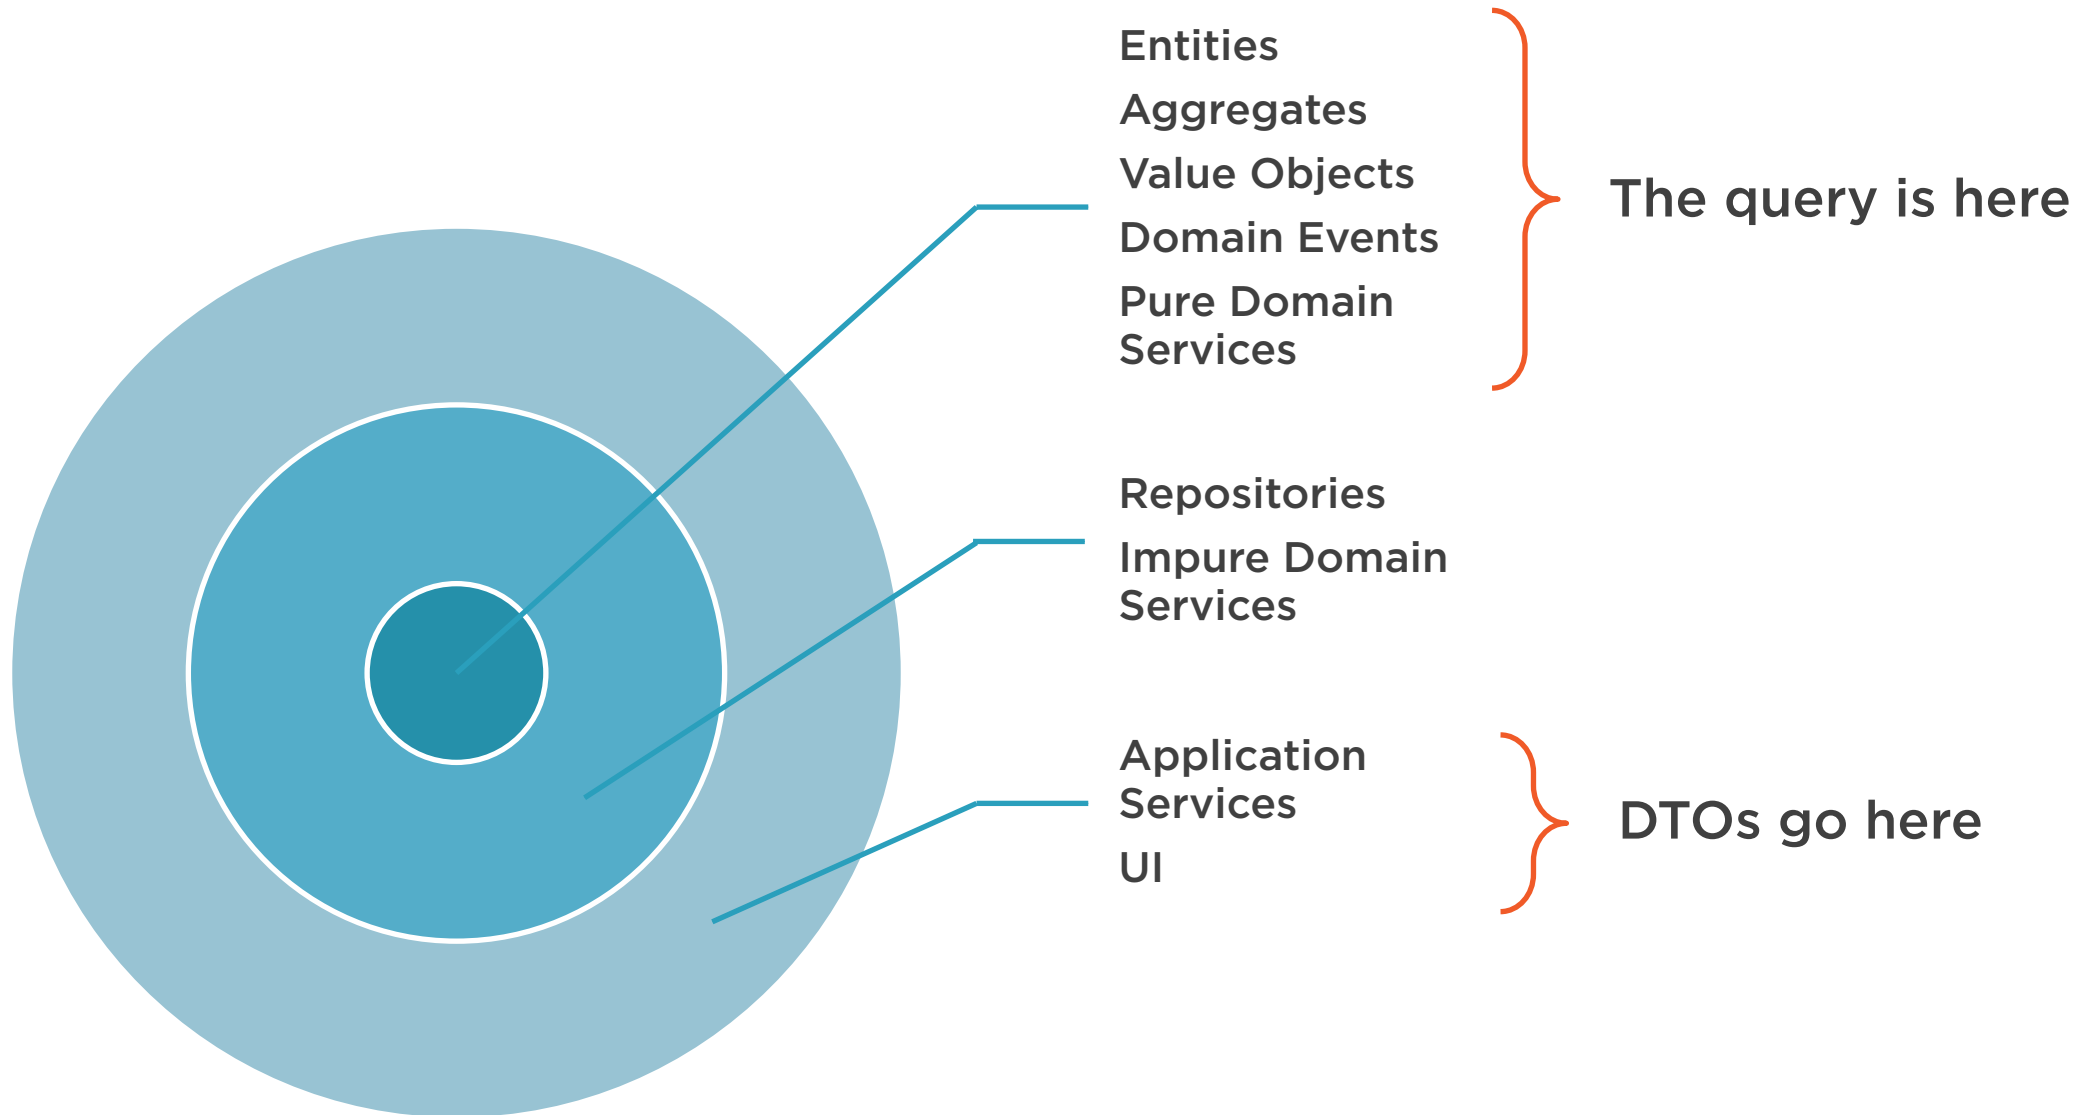 Entities
Aggregates
Value Objects
Domain Events
Pure Domain
Services
The query is here
Repositories
Impure Domain
Services
Application
Services
UI
DTOs go here